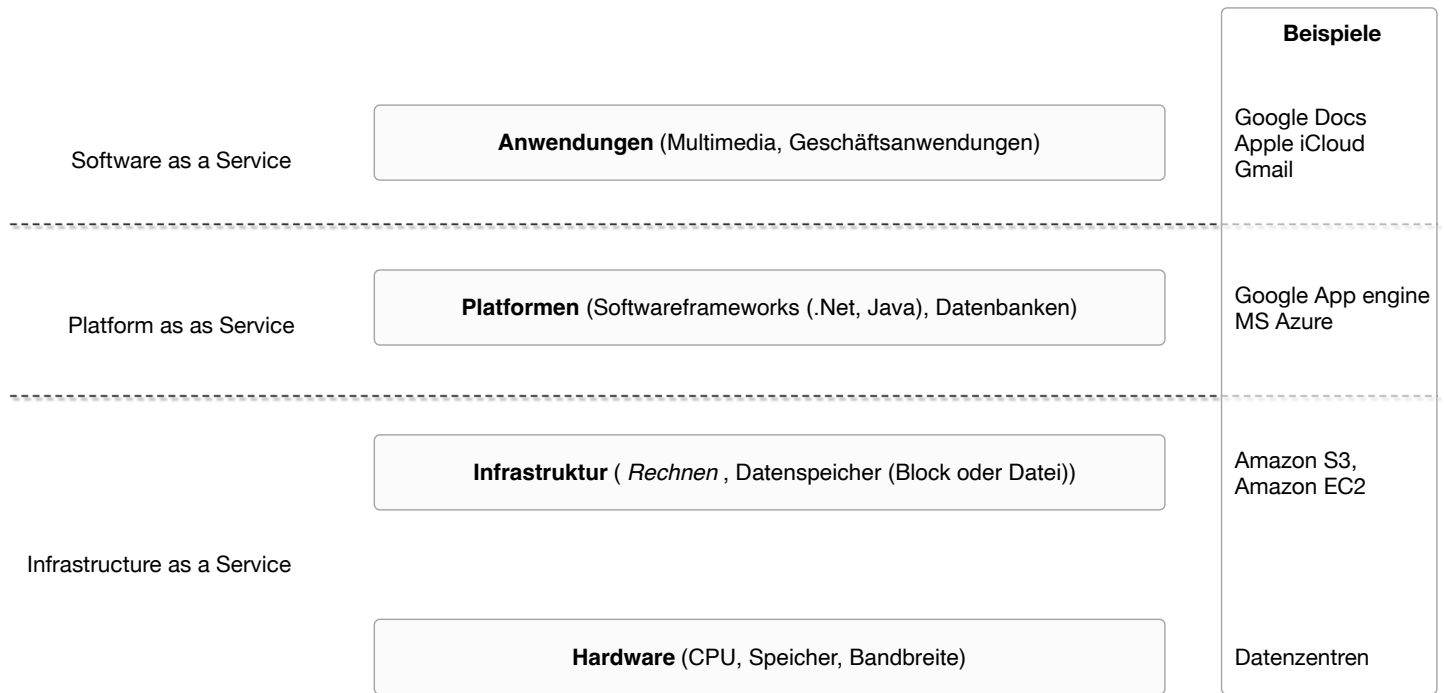 Beispiele
Software as a Service
Anwendungen (Multimedia, Geschäftsanwendungen)
Google Docs
Apple iCloud
Gmail
Platform as as Service
Platformen (Softwareframeworks (.Net, Java), Datenbanken)
Google App engine
MS Azure
Infrastructure as a Service
Infrastruktur ( Rechnen , Datenspeicher (Block oder Datei))
Amazon S3,
Amazon EC2
Hardware (CPU, Speicher, Bandbreite)
Datenzentren